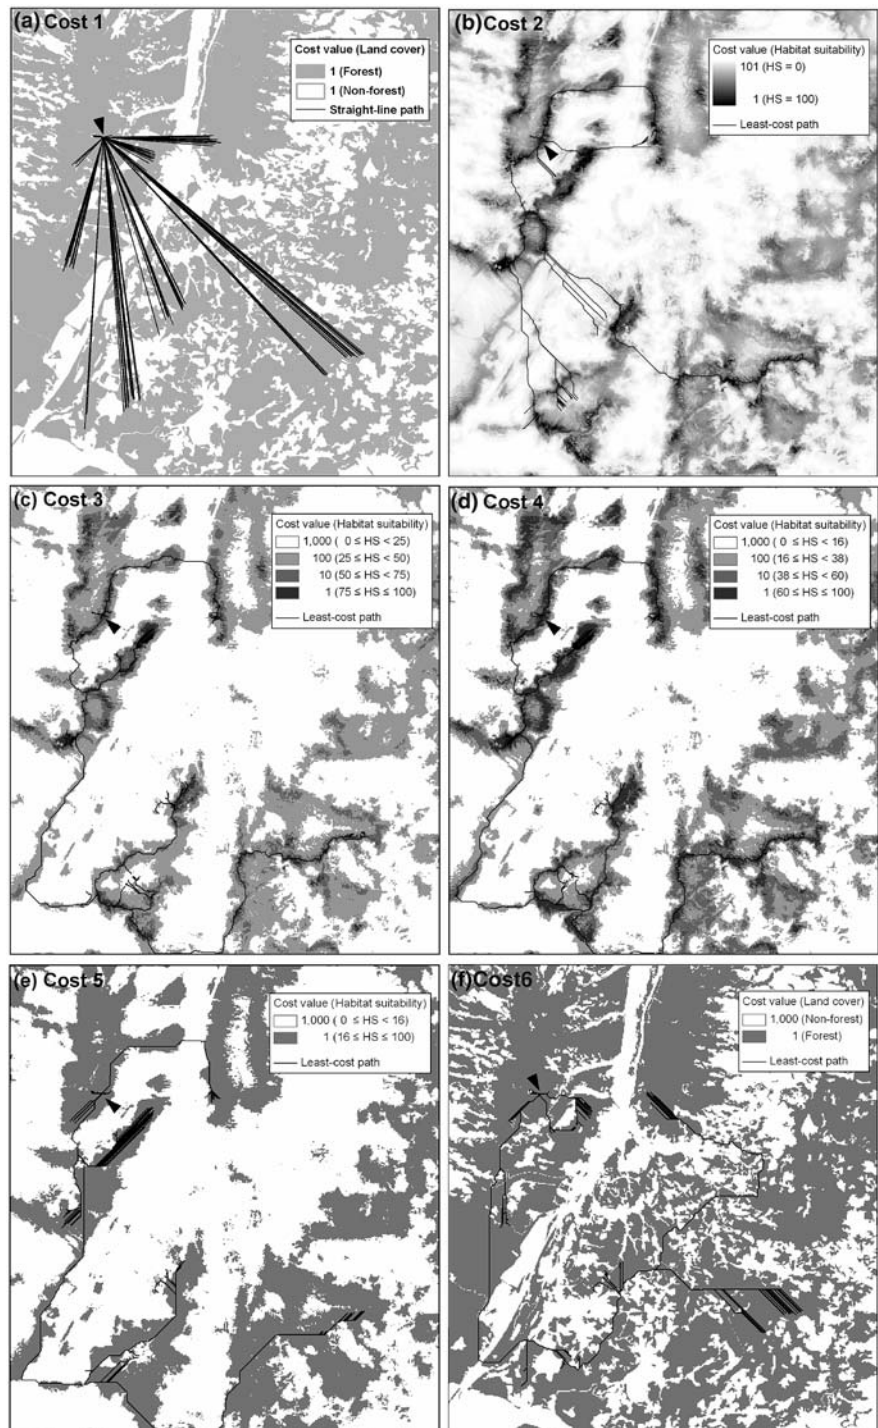 (a) Cost 1
Cost value (Land cover)
1 (Forest)
1 (Non-forest)
Straight-line path
(b) Cost 2
Cost value (Habitat suitability)
101 (HS = 0)
1 (HS = 100)
Least-cost path
(c) Cost 3
Cost value (Habitat suitability)
1,000 ( 0 ≤ HS < 25)
100 (25 ≤ HS < 50)
10 (50 ≤ HS < 75)
1 (75 ≤ HS ≤ 100)
Least-cost path
(d) Cost 4
Cost value (Habitat suitability)
1,000 ( 0 ≤ HS < 16)
100 (16 ≤ HS < 38)
10 (38 ≤ HS < 60)
1 (60 ≤ HS ≤ 100)
Least-cost path
(e) Cost 5
Cost value (Habitat suitability)
1,000 ( 0 ≤ HS < 16)
1 (16 ≤ HS ≤ 100)
Least-cost path
(f)Cost6
Cost value (Land cover)
1,000 (Non-forest)
1 (Forest)
Least-cost path